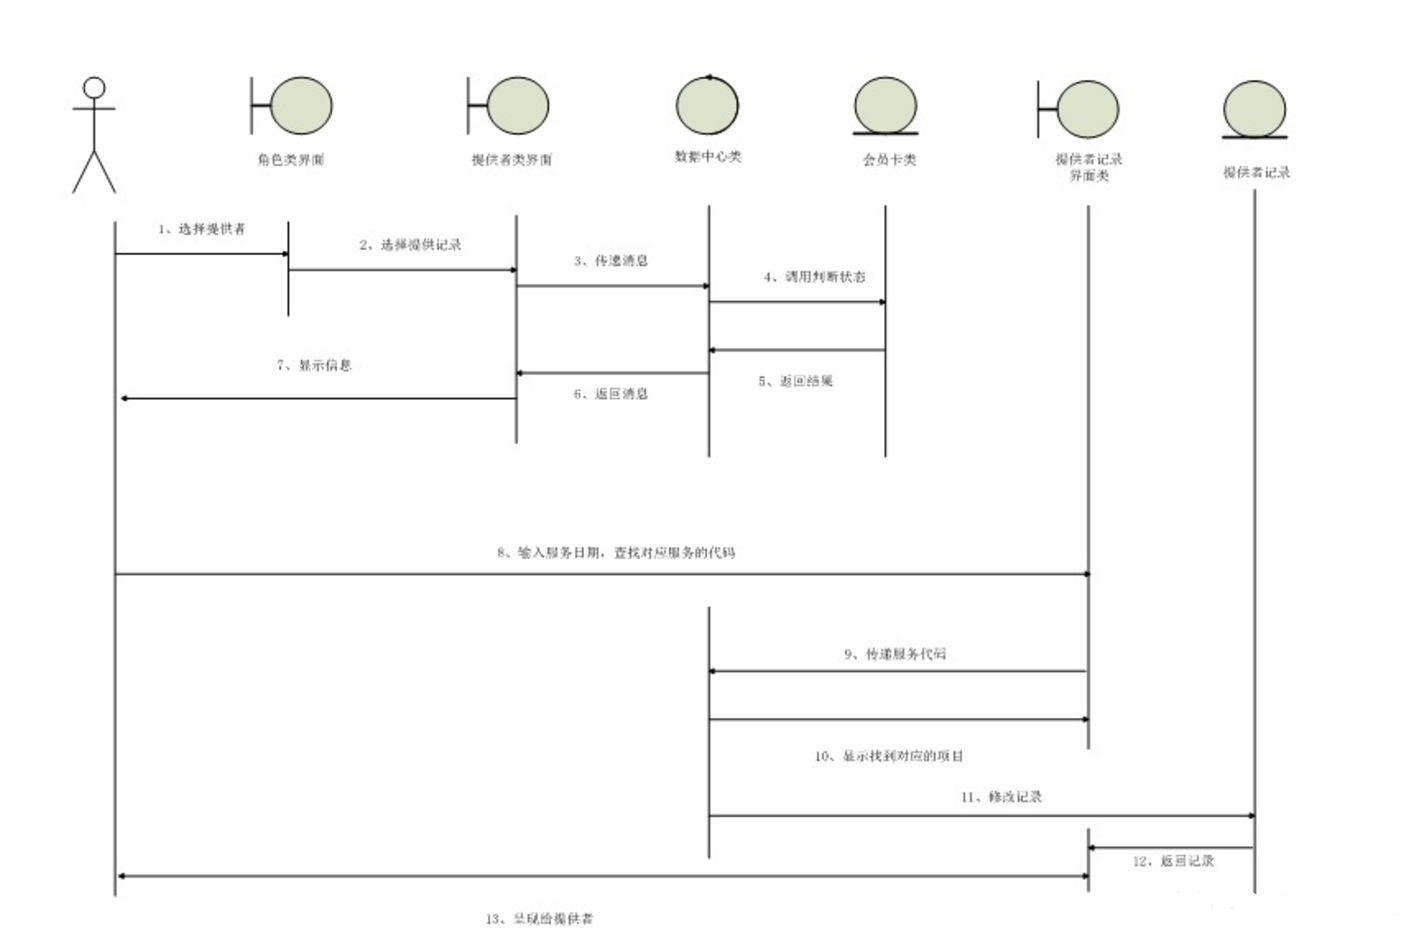 角色类界面
提供者类界面
数据中心类
会员卡类
提供者记录
界面类
提供者记录
1、选择提供者
2、选择提供记录
3、传递消息
4、调用判断状态
7、显示信息
5、返回结果
6、返回消息
8、输入服务日期，查找对应服务的代码
9、传递服务代码
10、显示找到对应的项目
11、修改记录
12、返回记录
13、呈现给提供者